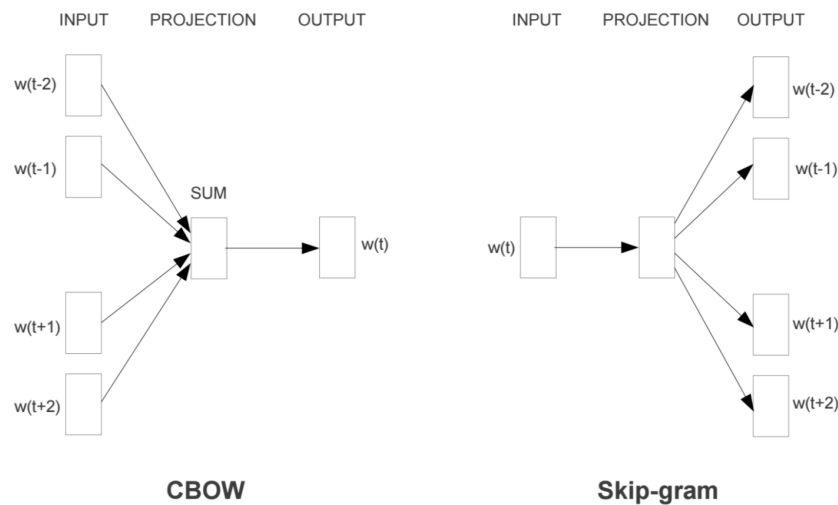 INPUT PROJECTION OUTPUT
w(t-2)
w(t-1)
SUM
w(t)
w(t+1)
w(t+2)
CBOW
INPUT PROJECTION OUTPUT
w(t-2)
w(t-1)
w(t)
w(t+1)
w(t+2)
Skip-gram